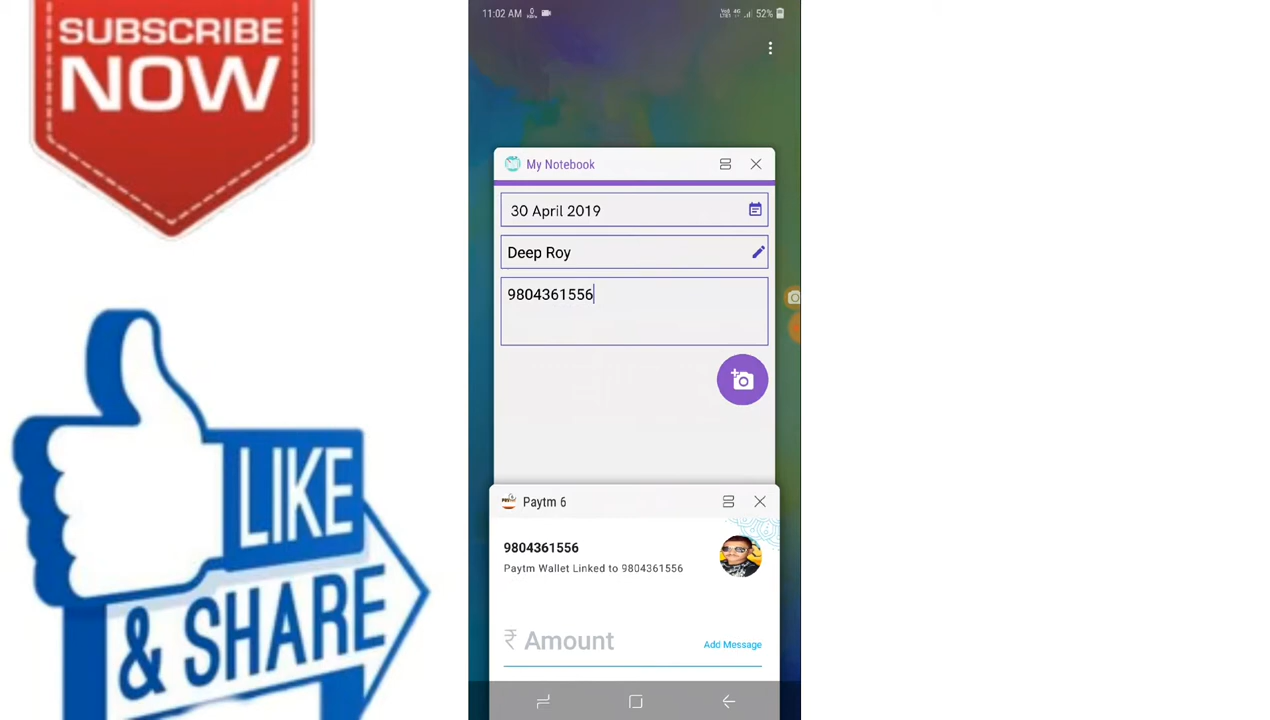 SUBSCRIBE
NOW
LIKE
& SHARE
11:02 AM
52%
My Notebook
30 April 2019
Deep Roy
9804361556
Paytm 6
9804361556
Paytm Wallet Linked to 9804361556
₹ Amount
Add Message